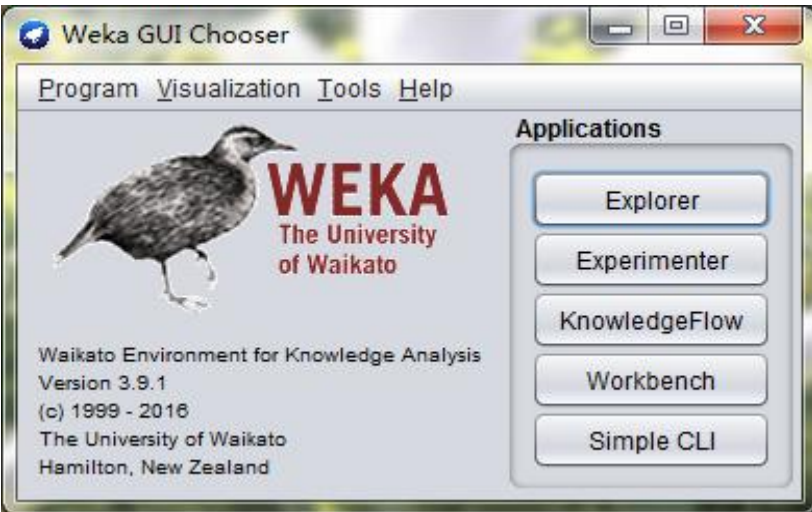 Weka GUI Chooser
Program Visualization Tools Help
WEKA
The University
of Waikato
Waikato Environment for Knowledge Analysis
Version 3.9.1
(c) 1999 - 2016
The University of Waikato
Hamilton, New Zealand
Applications
Explorer
Experimenter
KnowledgeFlow
Workbench
Simple CLI